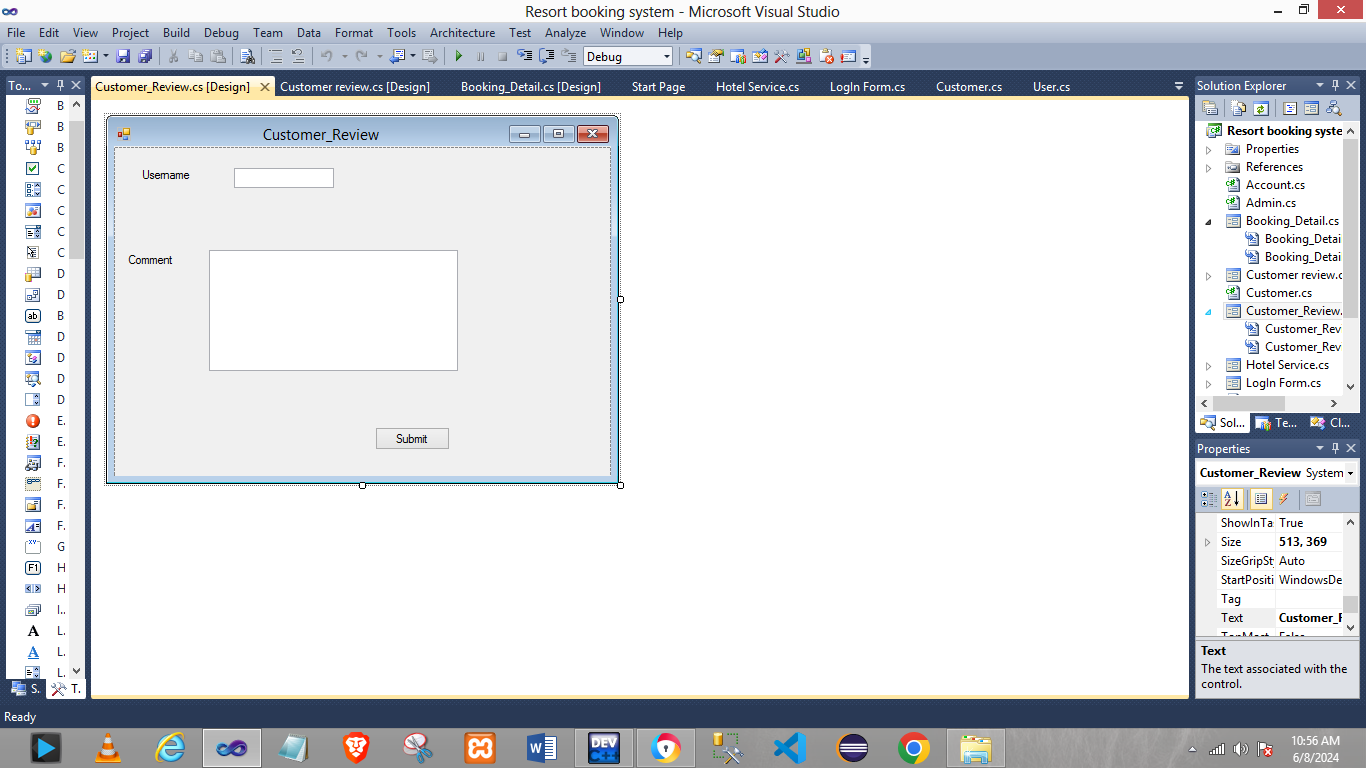 Resort booking system - Microsoft Visual Studio
File Edit View Project Build Debug Team Data Format Tools Architecture Test Analyze Window Help
Debug
To...
Customer_Review.cs [Design] Customer review.cs [Design] Booking_Detail.cs [Design] Start Page Hotel Service.cs LogIn Form.cs Customer.cs User.cs
B
B
B
C
C
C
C
C
D
D
B
D
D
D
D
E.
E.
F.
F.
F.
F.
G
H
H
I..
L.
L.
L.
S. T.
Customer_Review
Username
Comment
Submit
Solution Explorer
Resort booking syste
Properties
References
Account.cs
Admin.cs
Booking_Detail.cs
Booking_Detai
Booking_Detai
Customer review.c
Customer.cs
Customer_Review.
Customer_Rev
Customer_Rev
Hotel Service.cs
LogIn Form.cs
Sol... Te... Cl...
Properties
Customer_Review System
ShowInTa True
Size 513, 369
SizeGripSt Auto
StartPositi WindowsDe
Tag
Text Customer_R
TopMost False
Text
The text associated with the
control.
Ready
W DEV C++
10:56 AM
6/8/2024